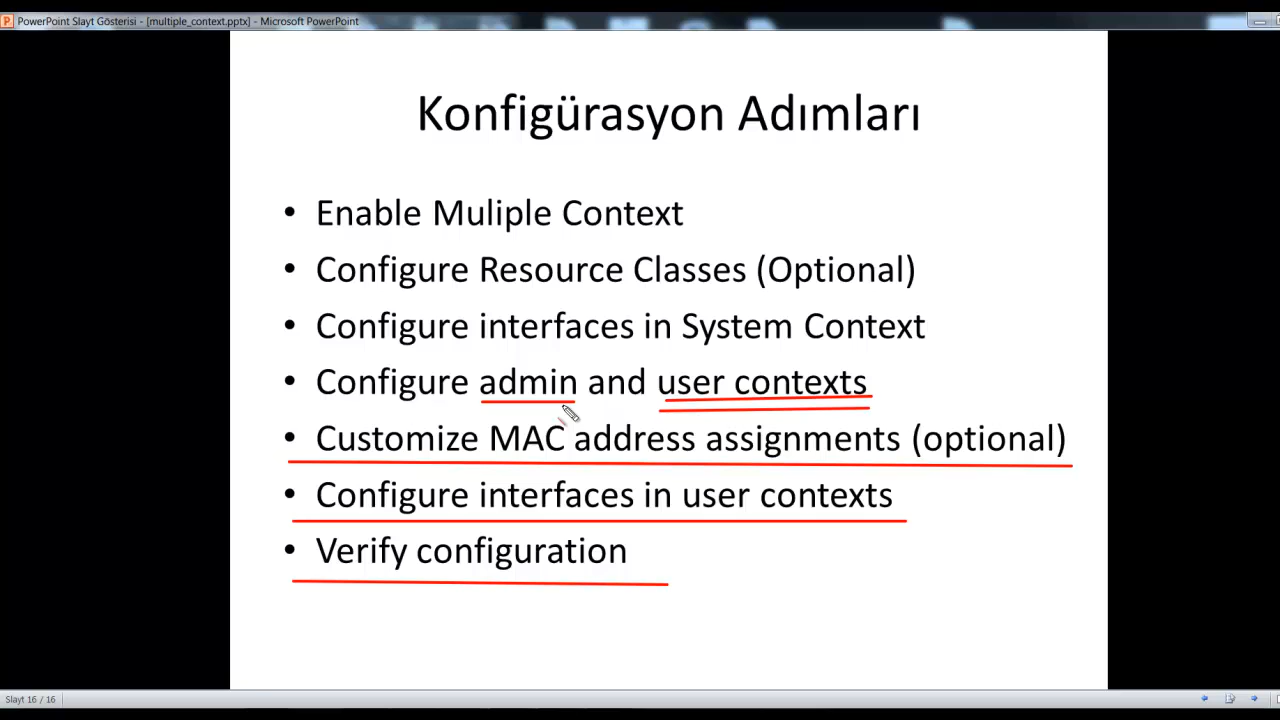 PowerPoint Slayt Gösterisi - [multiple_context.pptx] - Microsoft PowerPoint
Konfigürasyon Adımları
• Enable Muliple Context
• Configure Resource Classes (Optional)
• Configure interfaces in System Context
• Configure admin and user contexts
• Customize MAC address assignments (optional)
• Configure interfaces in user contexts
• Verify configuration
Slayt 16 / 16